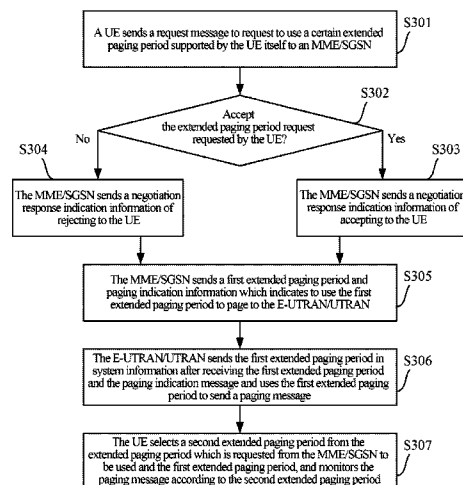 S301
A UE sends a request message to request to use a certain extended
paging period supported by the UE itself to an MME/SGSN
S302
Accept
the extended paging period request
requested by the UE?
No
Yes
S304
S303
The MME/SGSN sends a negotiation
response indication information of
rejecting to the UE
The MME/SGSN sends a negotiation
response indication information of
accepting to the UE
S305
The MME/SGSN sends a first extended paging period and
paging indication information which indicates to use the first
extended paging period to page to the E-UTRAN/UTRAN
S306
The E-UTRAN/UTRAN sends the first extended paging period in
system information after receiving the first extended paging period
and the paging indication message and uses the first extended paging
period to send a paging message
S307
The UE selects a second extended paging period from the
extended paging period which is requested from the MME/SGSN to
be used and the first extended paging period, and monitors the
paging message according to the second extended paging period